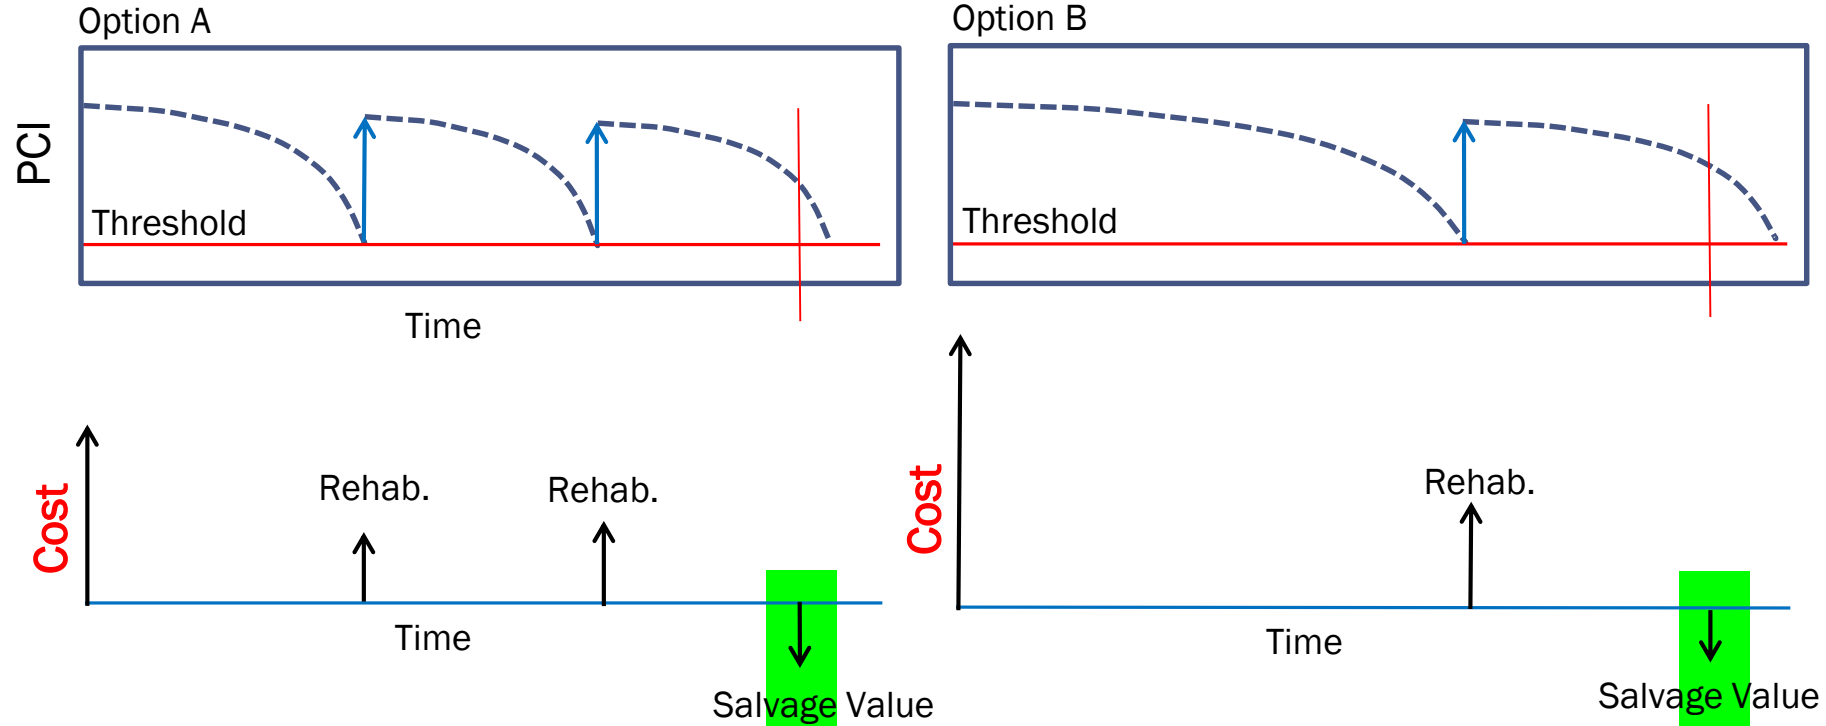 Option A
Option B
PCI
Threshold
Threshold
Time
Cost
Rehab.
Rehab.
Time
Salvage Value
Cost
Rehab.
Time
Salvage Value